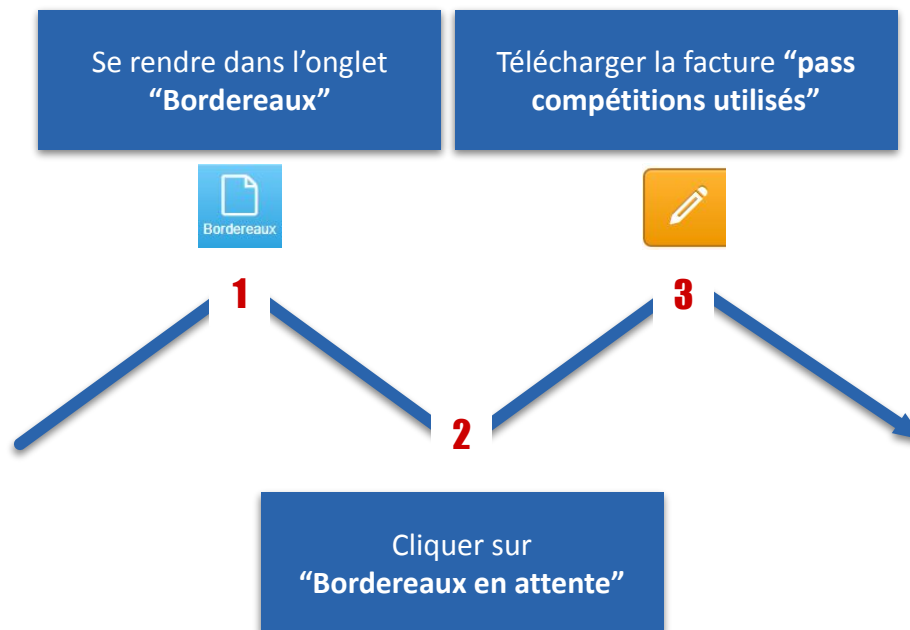 Se rendre dans l’onglet
“Bordereaux”
Télécharger la facture “pass
compétitions utilisés”
Bordereaux
1
3
2
Cliquer sur
“Bordereaux en attente”